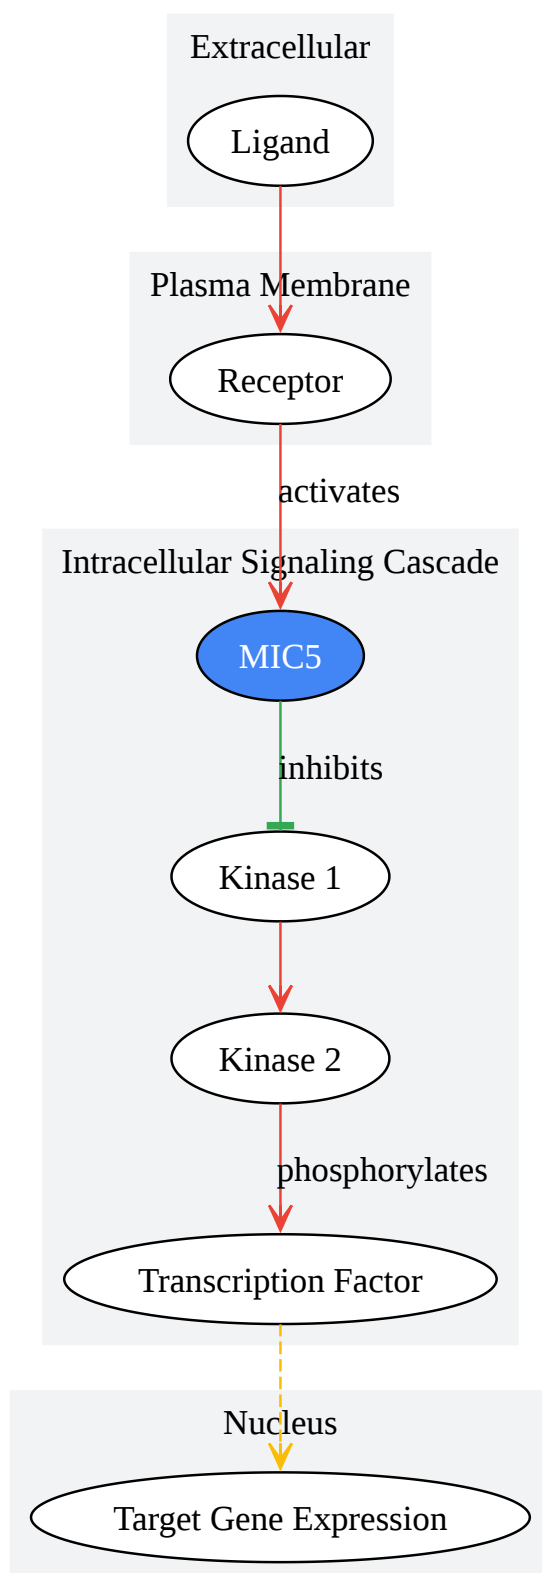 Extracellular
Ligand
Plasma Membrane
Receptor
activates
Intracellular Signaling Cascade
MIC5
inhibits
Kinase 1
Kinase 2
phosphorylates
Transcription Factor
Nucleus
Target Gene Expression